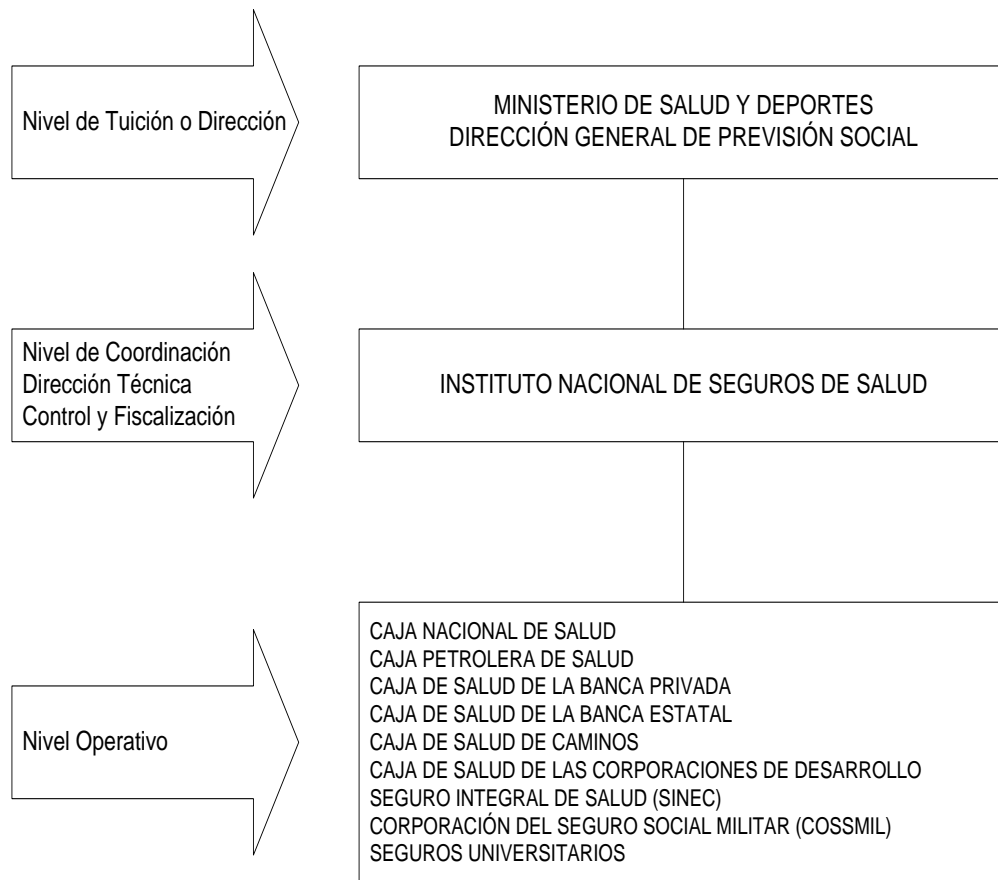 Nivel de Tuición o Dirección
MINISTERIO DE SALUD Y DEPORTES
DIRECCIÓN GENERAL DE PREVISIÓN SOCIAL
Nivel de Coordinación
Dirección Técnica
Control y Fiscalización
INSTITUTO NACIONAL DE SEGUROS DE SALUD
Nivel Operativo
CAJA NACIONAL DE SALUD
CAJA PETROLERA DE SALUD
CAJA DE SALUD DE LA BANCA PRIVADA
CAJA DE SALUD DE LA BANCA ESTATAL
CAJA DE SALUD DE CAMINOS
CAJA DE SALUD DE LAS CORPORACIONES DE DESARROLLO
SEGURO INTEGRAL DE SALUD (SINEC)
CORPORACIÓN DEL SEGURO SOCIAL MILITAR (COSSMIL)
SEGUROS UNIVERSITARIOS